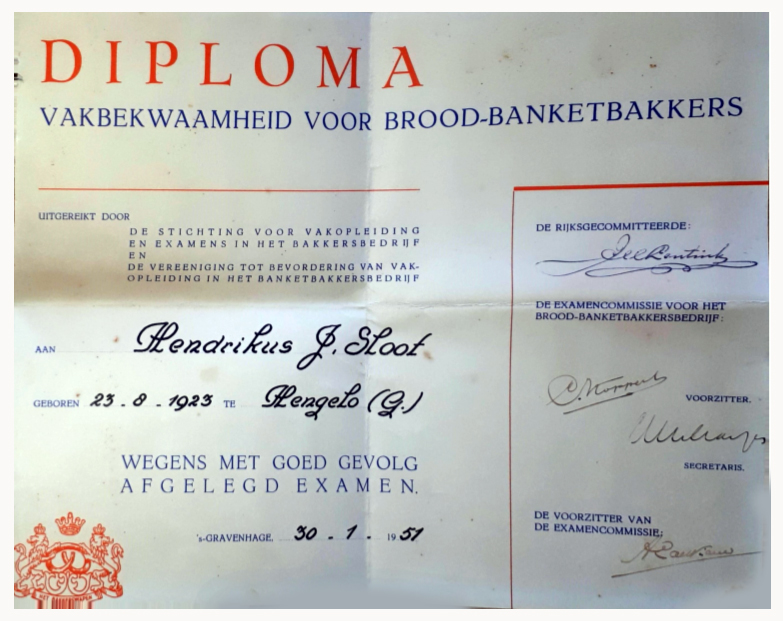 DIPLOMA
VAKBEKWAAMHEID VOOR BROOD-BANKETBAKKERS
UITGEREIKT DOOR
DE STICHTING VOOR VAKOPLEIDING
EN EXAMENS IN HET BAKKERSBEDRIJF
EN
DE VEREENIGING TOT BEVORDERING VAN VAK-
OPLEIDING IN HET BANKETBAKKERSBEDRIJF
AAN Hendrikus J. Sloot
GEBOREN 23-8-1923 TE Hengelo (G.)
WEGENS MET GOED GEVOLG
AFGELEGD EXAMEN.
's-GRAVENHAGE, 30-1-1951
HET BAKKERSWAPEN
DE RIJKSGECOMMITTEERDE:
DE EXAMENCOMMISSIE VOOR HET
BROOD-BANKETBAKKERSBEDRIJF:
VOORZITTER.
SECRETARIS.
DE VOORZITTER VAN
DE EXAMENCOMMISSIE: